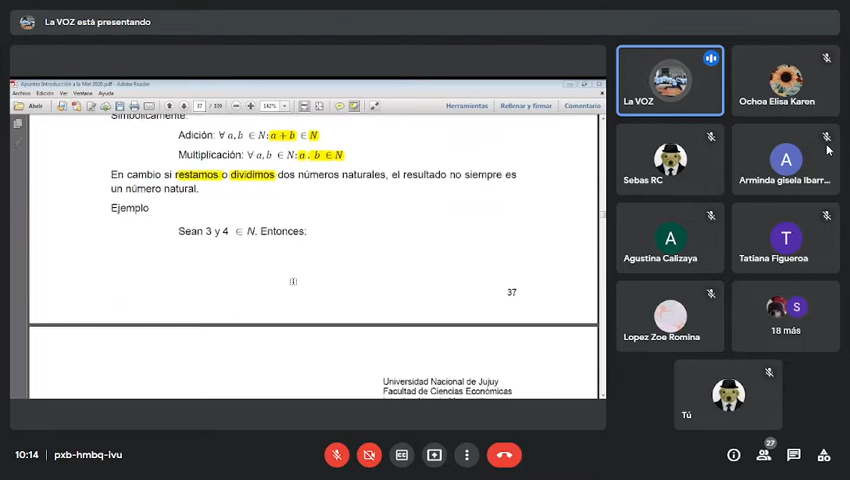 La VOZ está presentando
Apuntes Introducción a la Mat 2020.pdf - Adobe Reader
Archivo Edición Ver Ventana Ayuda
Abrir 37 / 109 142% Herramientas Rellenar y firmar Comentario
Simbólicamente:
Adición: ∀ a, b ∈ N: a + b ∈ N
Multiplicación: ∀ a, b ∈ N: a . b ∈ N
En cambio si restamos o dividimos dos números naturales, el resultado no siempre es
un número natural.
Ejemplo
Sean 3 y 4 ∈ N. Entonces:
37
Universidad Nacional de Jujuy
Facultad de Ciencias Económicas
La VOZ
Ochoa Elisa Karen
Sebas RC
A
Arminda gisela Ibarr...
A
Agustina Calizaya
T
Tatiana Figueroa
Lopez Zoe Romina
S
18 más
Tú
10:14 pxb-hmbq-ivu
27